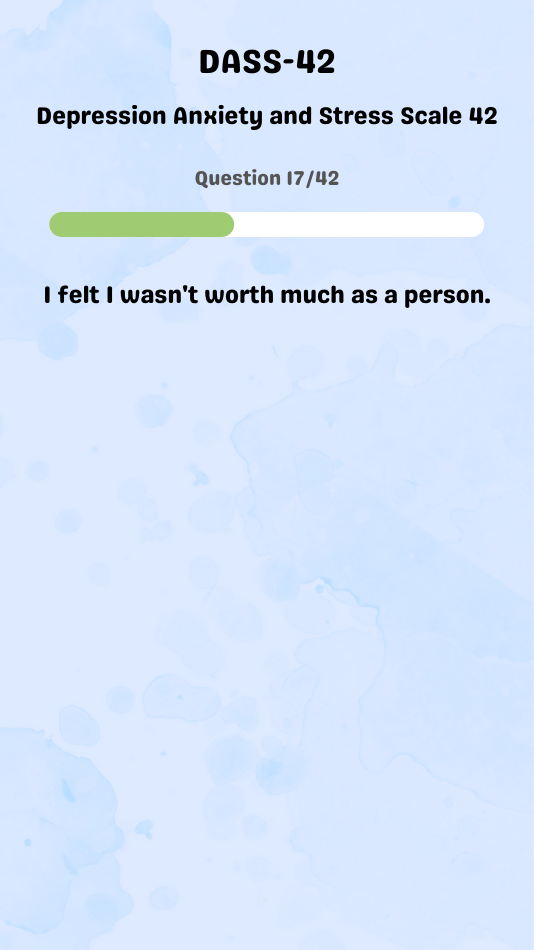 DASS-42
Depression Anxiety and Stress Scale 42
Question 17/42
I felt I wasn't worth much as a person.